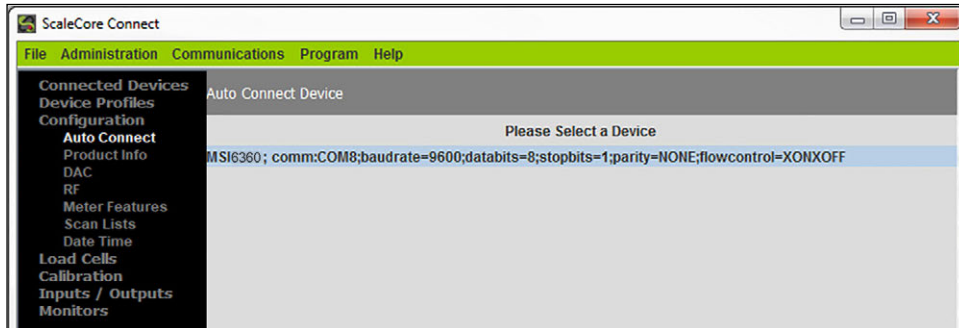 ScaleCore Connect
File Administration Communications Program Help
Connected Devices
Device Profiles
Configuration
Auto Connect
Product Info
DAC
RF
Meter Features
Scan Lists
Date Time
Load Cells
Calibration
Inputs / Outputs
Monitors
Auto Connect Device
Please Select a Device
MSI6360; comm:COM8;baudrate=9600;databits=8;stopbits=1;parity=NONE;flowcontrol=XONXOFF